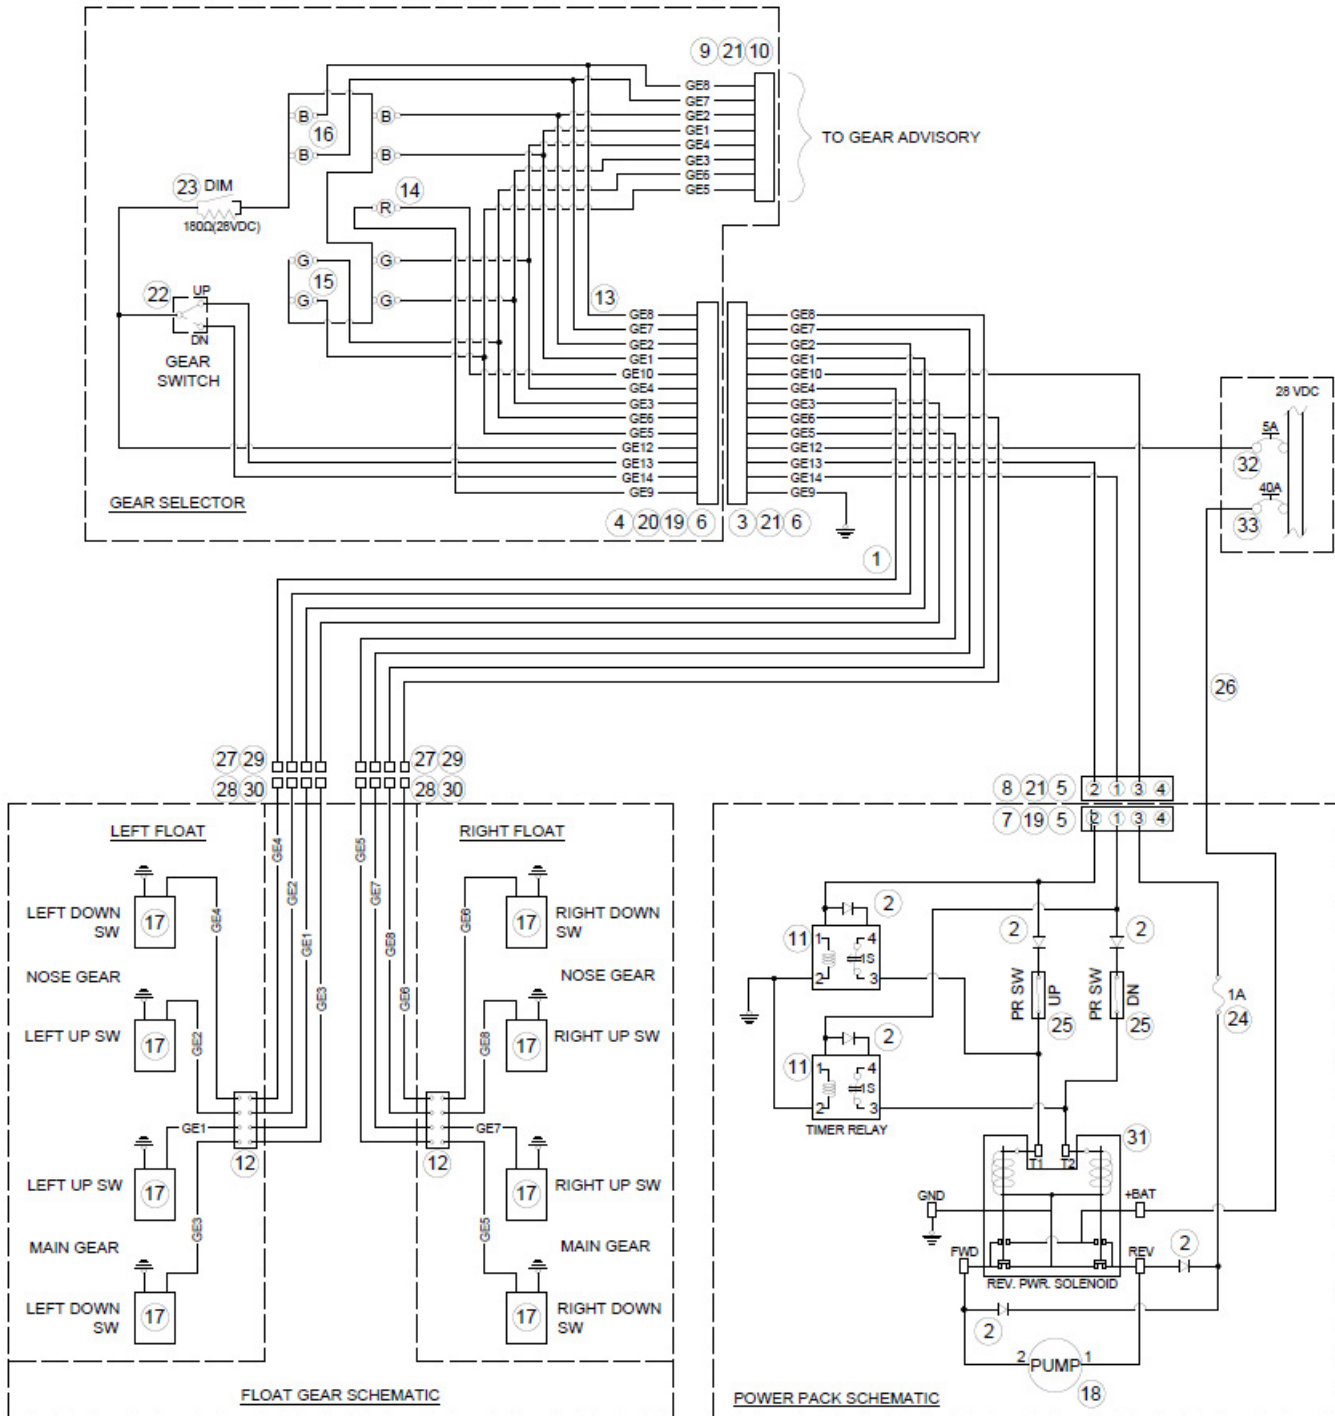 9 21 10
GE8
GE7
GE2
GE1
GE4
GE3
GE6
GE5
TO GEAR ADVISORY
B B
16
B B
23 DIM
180Ω(28VDC)
14
R
G G
15
G G
22 UP
DN
GEAR
SWITCH
13
GE8 GE8
GE7 GE7
GE2 GE2
GE1 GE1
GE10 GE10
GE4 GE4
GE3 GE3
GE6 GE6
GE5 GE5
GE12 GE12
GE13 GE13
GE14 GE14
GE9 GE9
GEAR SELECTOR
4 20 19 6 3 21 6
28 VDC
5A
32
40A
33
1
26
27 29 27 29
28 30 28 30
8 21 5 2 1 3 4
7 19 5 2 1 3 4
LEFT FLOAT
RIGHT FLOAT
GE4
GE2
GE1
GE3
GE5
GE7
GE8
GE6
LEFT DOWN
SW
17
GE4
GE6
17
RIGHT DOWN
SW
NOSE GEAR
NOSE GEAR
LEFT UP SW
17
GE2
GE8
17
RIGHT UP SW
GE1
GE7
12 12
LEFT UP SW
17
17
RIGHT UP SW
MAIN GEAR
GE3
GE5
MAIN GEAR
LEFT DOWN
SW
17
17
RIGHT DOWN
SW
FLOAT GEAR SCHEMATIC
2
11
1 4
1S
2 3
2 2
PR SW
UP
25
PR SW
DN
25
1A
24
2
11
1 4
1S
2 3
TIMER RELAY
31
T1 T2
GND
+BAT
FWD
REV
2
REV. PWR. SOLENOID
2
2 PUMP 1
18
POWER PACK SCHEMATIC